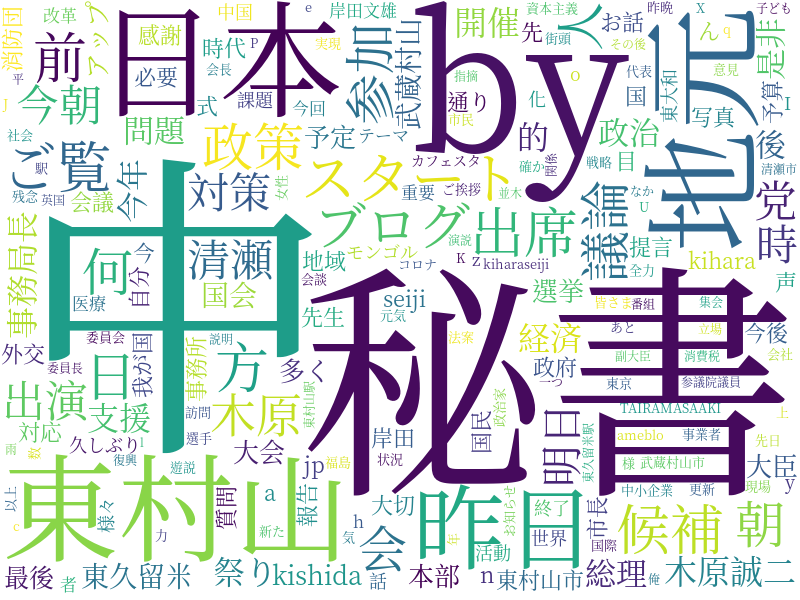 消防団
改革
アップ
中国
岸田文雄
e
資本主義
昨晩
X
子ども
感謝
時代
P
実現
街頭
その後
q
前
日本
by
開催
先
お話
人
ん
是非
必要
会長
式
武蔵村山
指摘
o
代表
意見
地元
平
J
今朝
課題
今回
参加
通り
化
国
東大和
写真
I
予算
社会
問題
政策
予定
テーマ
市民
的
政治
目
後
駅
ご覧
今年
女性
スタート
カフェスタ
確か
関係
戦略
清瀬市
残念
英国
会議
対策
重要
ご挨拶
並木
議論
なか
U
党
時
事務局長
何
清瀬
ブログ
出席
提言
kihara
今
自分
地域
モンゴル
コロナ
演説
K
Z
kiharaseiji
全力
声
中
国会
会談
秘書
医療
seiji
選挙
皆さま
番組
集会
委員会
先生
元気
法案
あと
立場
今後
外交
我が国
説明
日
事務所
方
多く
経済
副大臣
消費税
会社
委員長
政府
一つ
東京
参議院議員
出演
支援
訪問
木原
東村山駅
岸田
国民
政治家
明日
東久留米駅
TAIRAMASAAKI
上
対応
選手
大会
ameblo
事業者
先日
雨
久しぶり
l
数
復興
遊説
jp
福島
状況
様
武蔵村山市
大臣
y
東村山
昨日
中小企業
更新
現場
以上
様々
質問
a
報告
大切
会
お知らせ
終了
市長
候補
朝
c
新た
h
気
年
世界
国際
最後
者
東久留米
力
祭り
kishida
話
本部
活動
n
東村山市
総理
俺
木原誠二